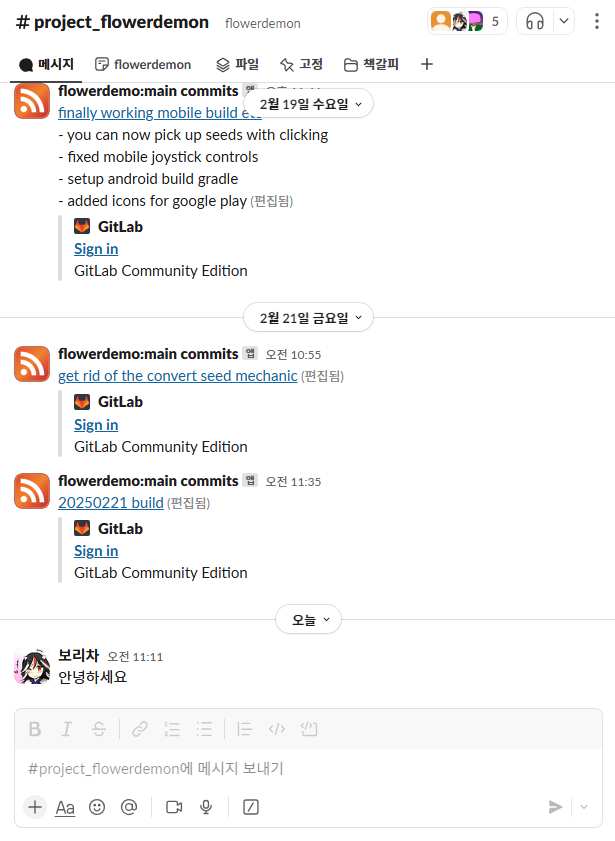 # project_flowerdemon flowerdemon 5
메시지 flowerdemon 파일 고정 책갈피 +
flowerdemo:main commits 앱
2월 19일 수요일
finally working mobile build etc
- you can now pick up seeds with clicking
- fixed mobile joystick controls
- setup android build gradle
- added icons for google play (편집됨)
GitLab
Sign in
GitLab Community Edition
2월 21일 금요일
flowerdemo:main commits 앱 오전 10:55
get rid of the convert seed mechanic (편집됨)
GitLab
Sign in
GitLab Community Edition
flowerdemo:main commits 앱 오전 11:35
20250221 build (편집됨)
GitLab
Sign in
GitLab Community Edition
오늘
보리차 오전 11:11
안녕하세요
B I S
#project_flowerdemon에 메시지 보내기
+ Aa @